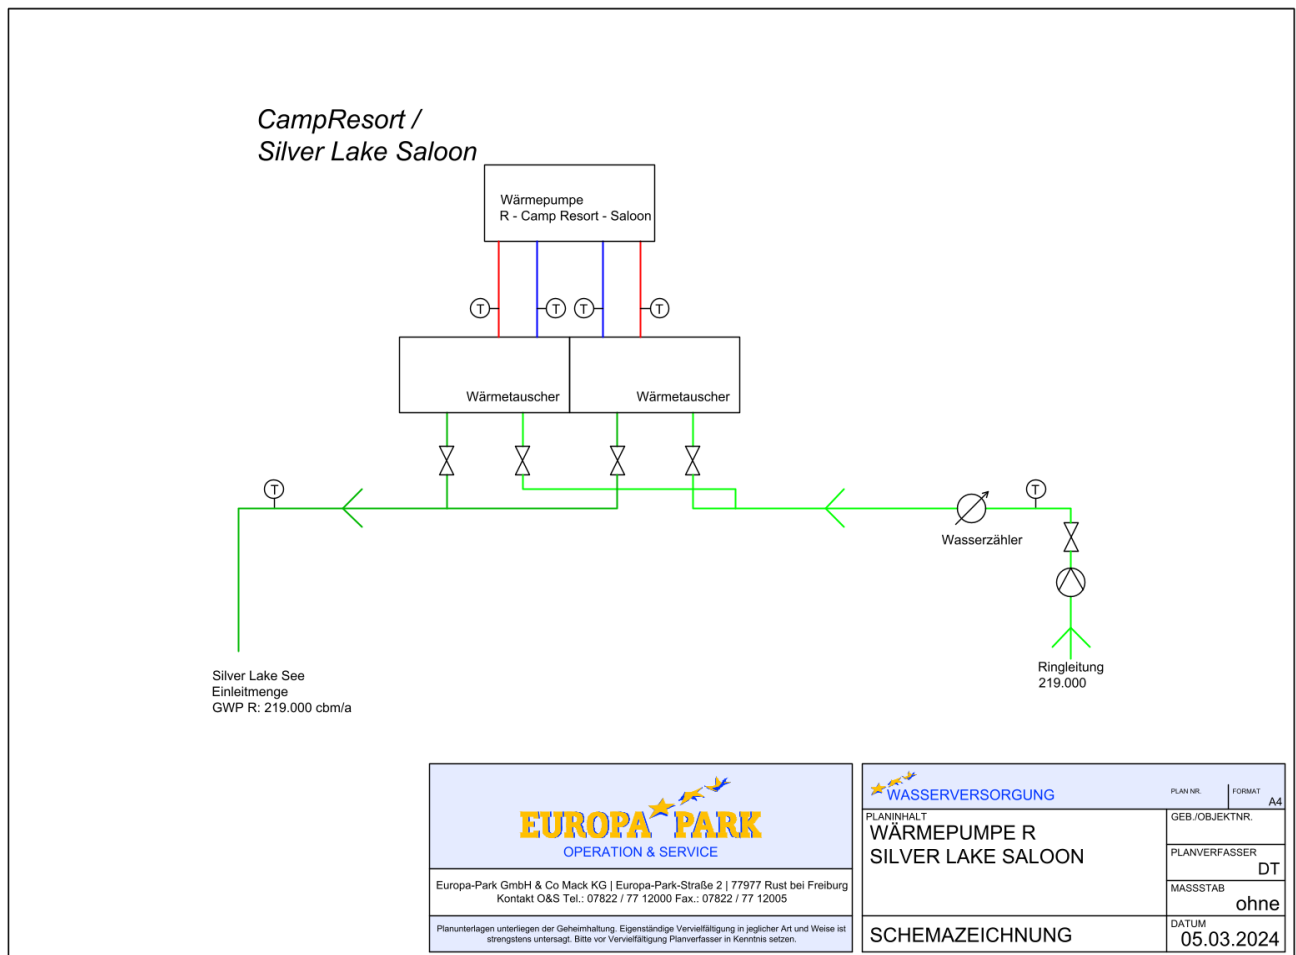 CampResort /
Silver Lake Saloon
Wärmepumpe
R - Camp Resort - Saloon
T
T
T
T
Wärmetauscher
Wärmetauscher
T
T
Wasserzähler
Silver Lake See
Einleitmenge
GWP R: 219.000 cbm/a
Ringleitung
219.000
EUROPA PARK
OPERATION & SERVICE
Europa-Park GmbH & Co Mack KG | Europa-Park-Straße 2 | 77977 Rust bei Freiburg
Kontakt O&S Tel.: 07822 / 77 12000 Fax.: 07822 / 77 12005
Planunterlagen unterliegen der Geheimhaltung. Eigenständige Vervielfältigung in jeglicher Art und Weise ist
strengstens untersagt. Bitte vor Vervielfältigung Planverfasser in Kenntnis setzen.
WASSERVERSORGUNG
PLAN NR.
FORMAT
A4
PLANINHALT
WÄRMEPUMPE R
SILVER LAKE SALOON
GEB./OBJEKTNR.
PLANVERFASSER
DT
MASSSTAB
ohne
SCHEMAZEICHNUNG
DATUM
05.03.2024